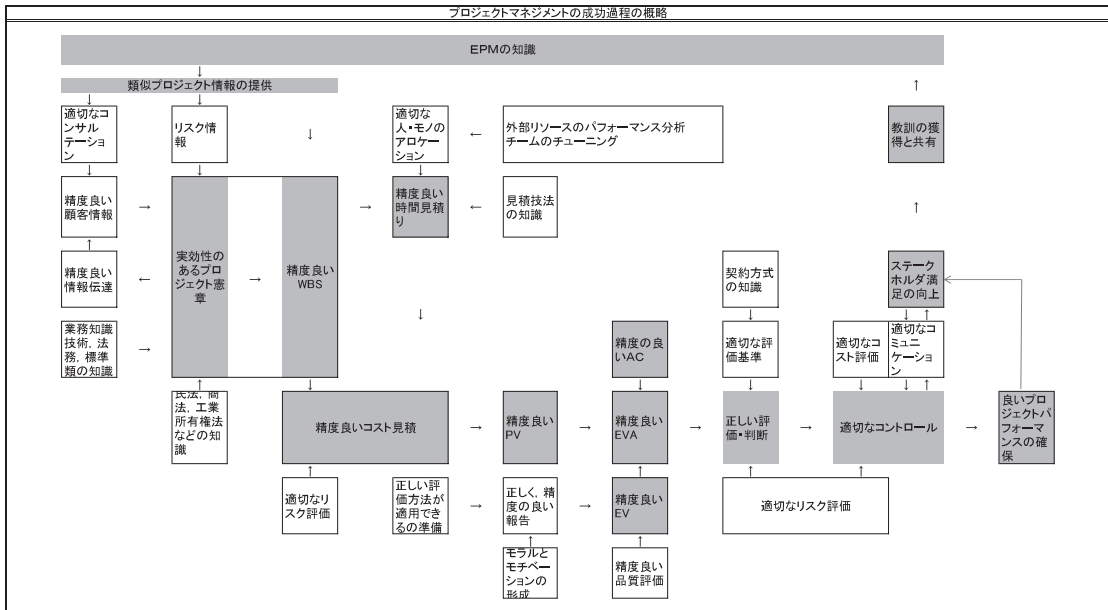 プロジェクトマネジメントの成功過程の概略
EPMの知識
類似プロジェクト情報の提供
適切なコ
ンサル
テーショ
ン
リスク情
報
適切な
人・モノの
アロケー
ション
外部リソースのパフォーマンス分析
チームのチューニング
教訓の獲
得と共有
精度良い
顧客情報
精度良い
時間見積
り
見積技法
の知識
実効性の
あるプロ
ジェクト憲
章
精度良い
WBS
精度良い
情報伝達
契約方式
の知識
ステーク
ホルダ満
足の向上
業務知識
技術, 法
務, 標準
類の知識
精度の良
いAC
適切な評
価基準
適切なコ
スト評価
適切なコ
ミュニ
ケーショ
ン
民法, 商
法, 工業
所有権法
などの知
識
精度良いコスト見積
精度良い
PV
精度良い
EVA
正しい評
価・判断
適切なコントロール
良いプロ
ジェクトパ
フォーマ
ンスの確
保
適切なリ
スク評価
正しい評
価方法が
適用でき
るの準備
正しく, 精
度の良い
報告
精度良い
EV
適切なリスク評価
モラルと
モチベー
ションの
形成
精度良い
品質評価